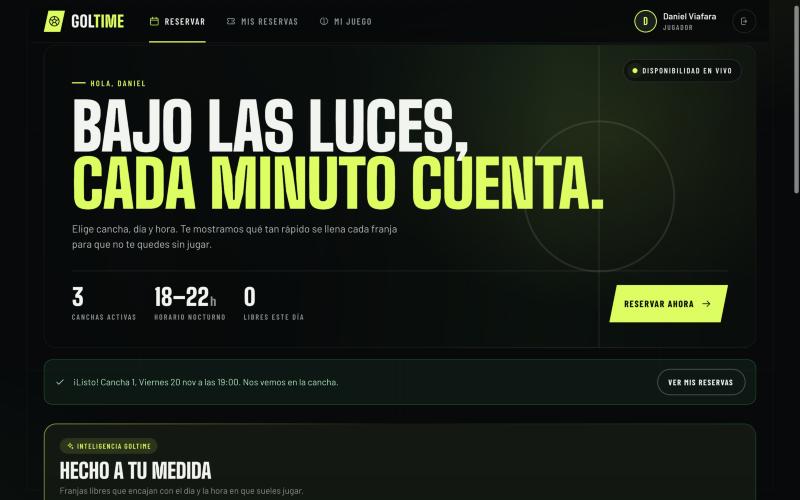 GOLTIME
RESERVAR
MIS RESERVAS
MI JUEGO
D
Daniel Viafara
JUGADOR
DISPONIBILIDAD EN VIVO
HOLA, DANIEL
BAJO LAS LUCES,
CADA MINUTO CUENTA.
Elige cancha, día y hora. Te mostramos qué tan rápido se llena cada franja
para que no te quedes sin jugar.
3
CANCHAS ACTIVAS
18–22h
HORARIO NOCTURNO
0
LIBRES ESTE DÍA
RESERVAR AHORA
¡Listo! Cancha 1, Viernes 20 nov a las 19:00. Nos vemos en la cancha.
VER MIS RESERVAS
INTELIGENCIA GOLTIME
HECHO A TU MEDIDA
Franjas libres que encajan con el día y la hora en que sueles jugar.